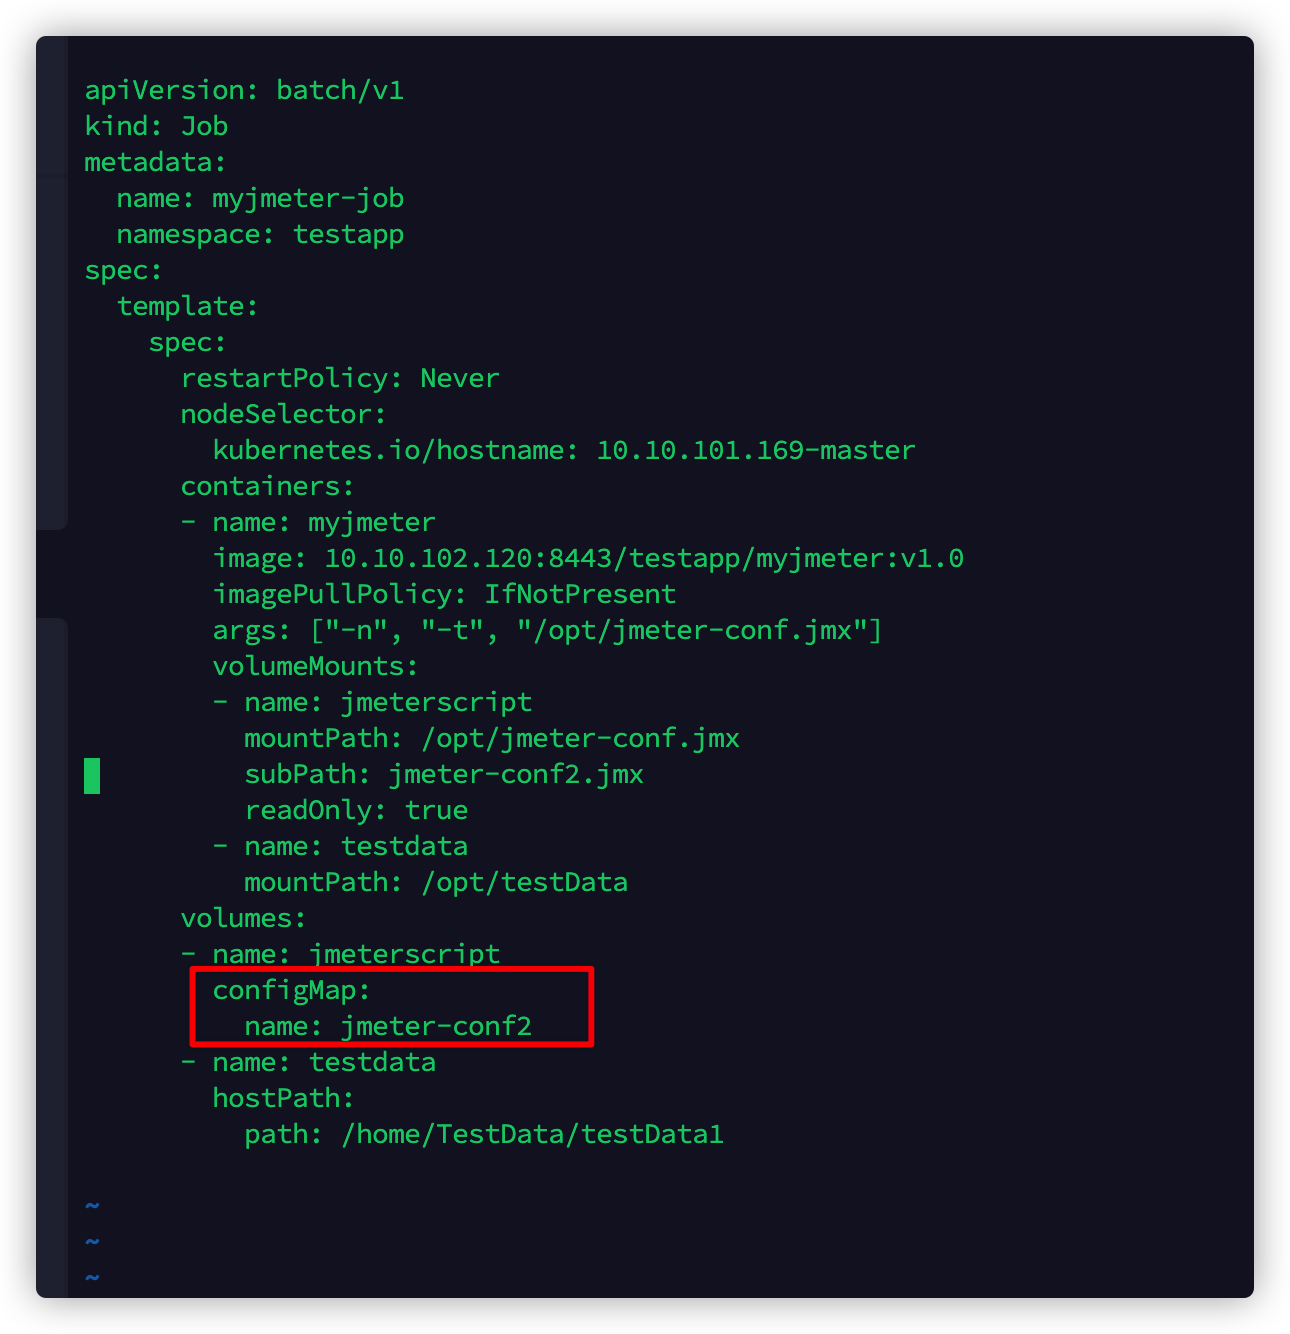 apiVersion: batch/v1
kind: Job
metadata:
  name: myjmeter-job
  namespace: testapp
spec:
  template:
    spec:
      restartPolicy: Never
      nodeSelector:
        kubernetes.io/hostname: 10.10.101.169-master
      containers:
      - name: myjmeter
        image: 10.10.102.120:8443/testapp/myjmeter:v1.0
        imagePullPolicy: IfNotPresent
        args: ["-n", "-t", "/opt/jmeter-conf.jmx"]
        volumeMounts:
        - name: jmeterscript
          mountPath: /opt/jmeter-conf.jmx
          subPath: jmeter-conf2.jmx
          readOnly: true
        - name: testdata
          mountPath: /opt/testData
      volumes:
      - name: jmeterscript
        configMap:
          name: jmeter-conf2
      - name: testdata
        hostPath:
          path: /home/TestData/testData1
~
~
~